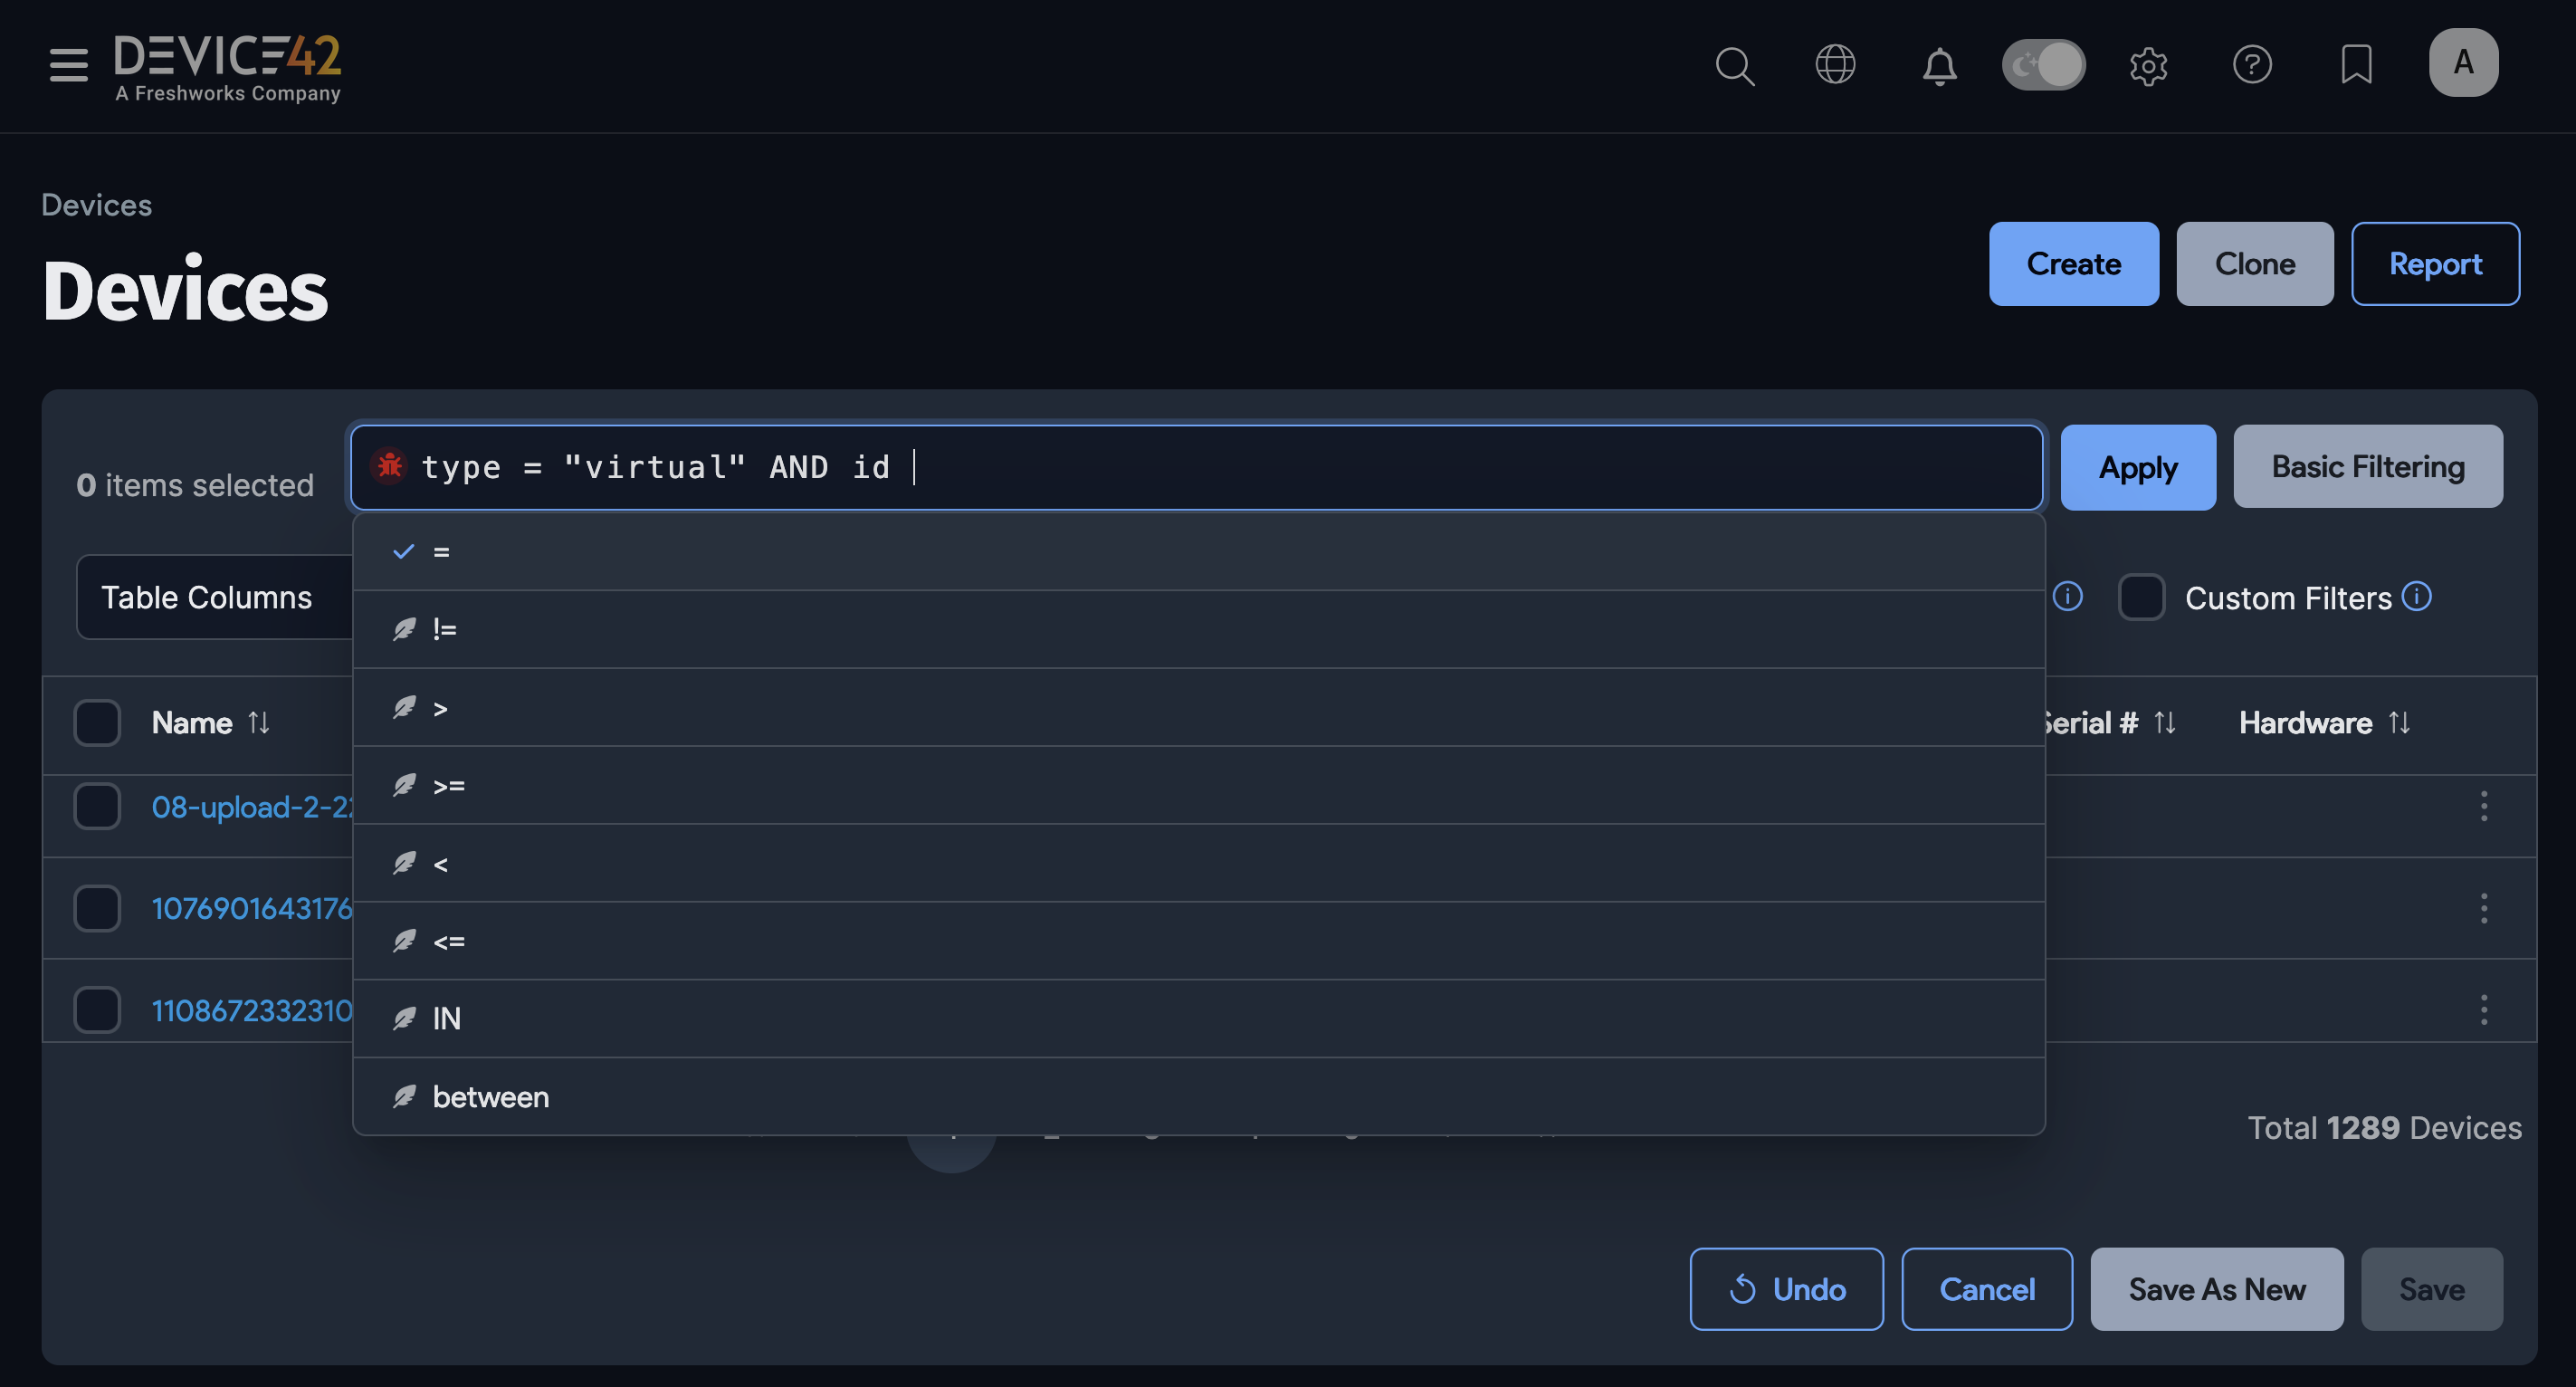 DEVICE42
A Freshworks Company
A
Devices
Devices
Create
Clone
Report
0 items selected
type = "virtual" AND id
Apply
Basic Filtering
=
!=
>
>=
<
<=
IN
between
Table Columns
Custom Filters
Name
Serial #
Hardware
08-upload-2-22
1076901643176
1108672332310
Total 1289 Devices
Undo
Cancel
Save As New
Save